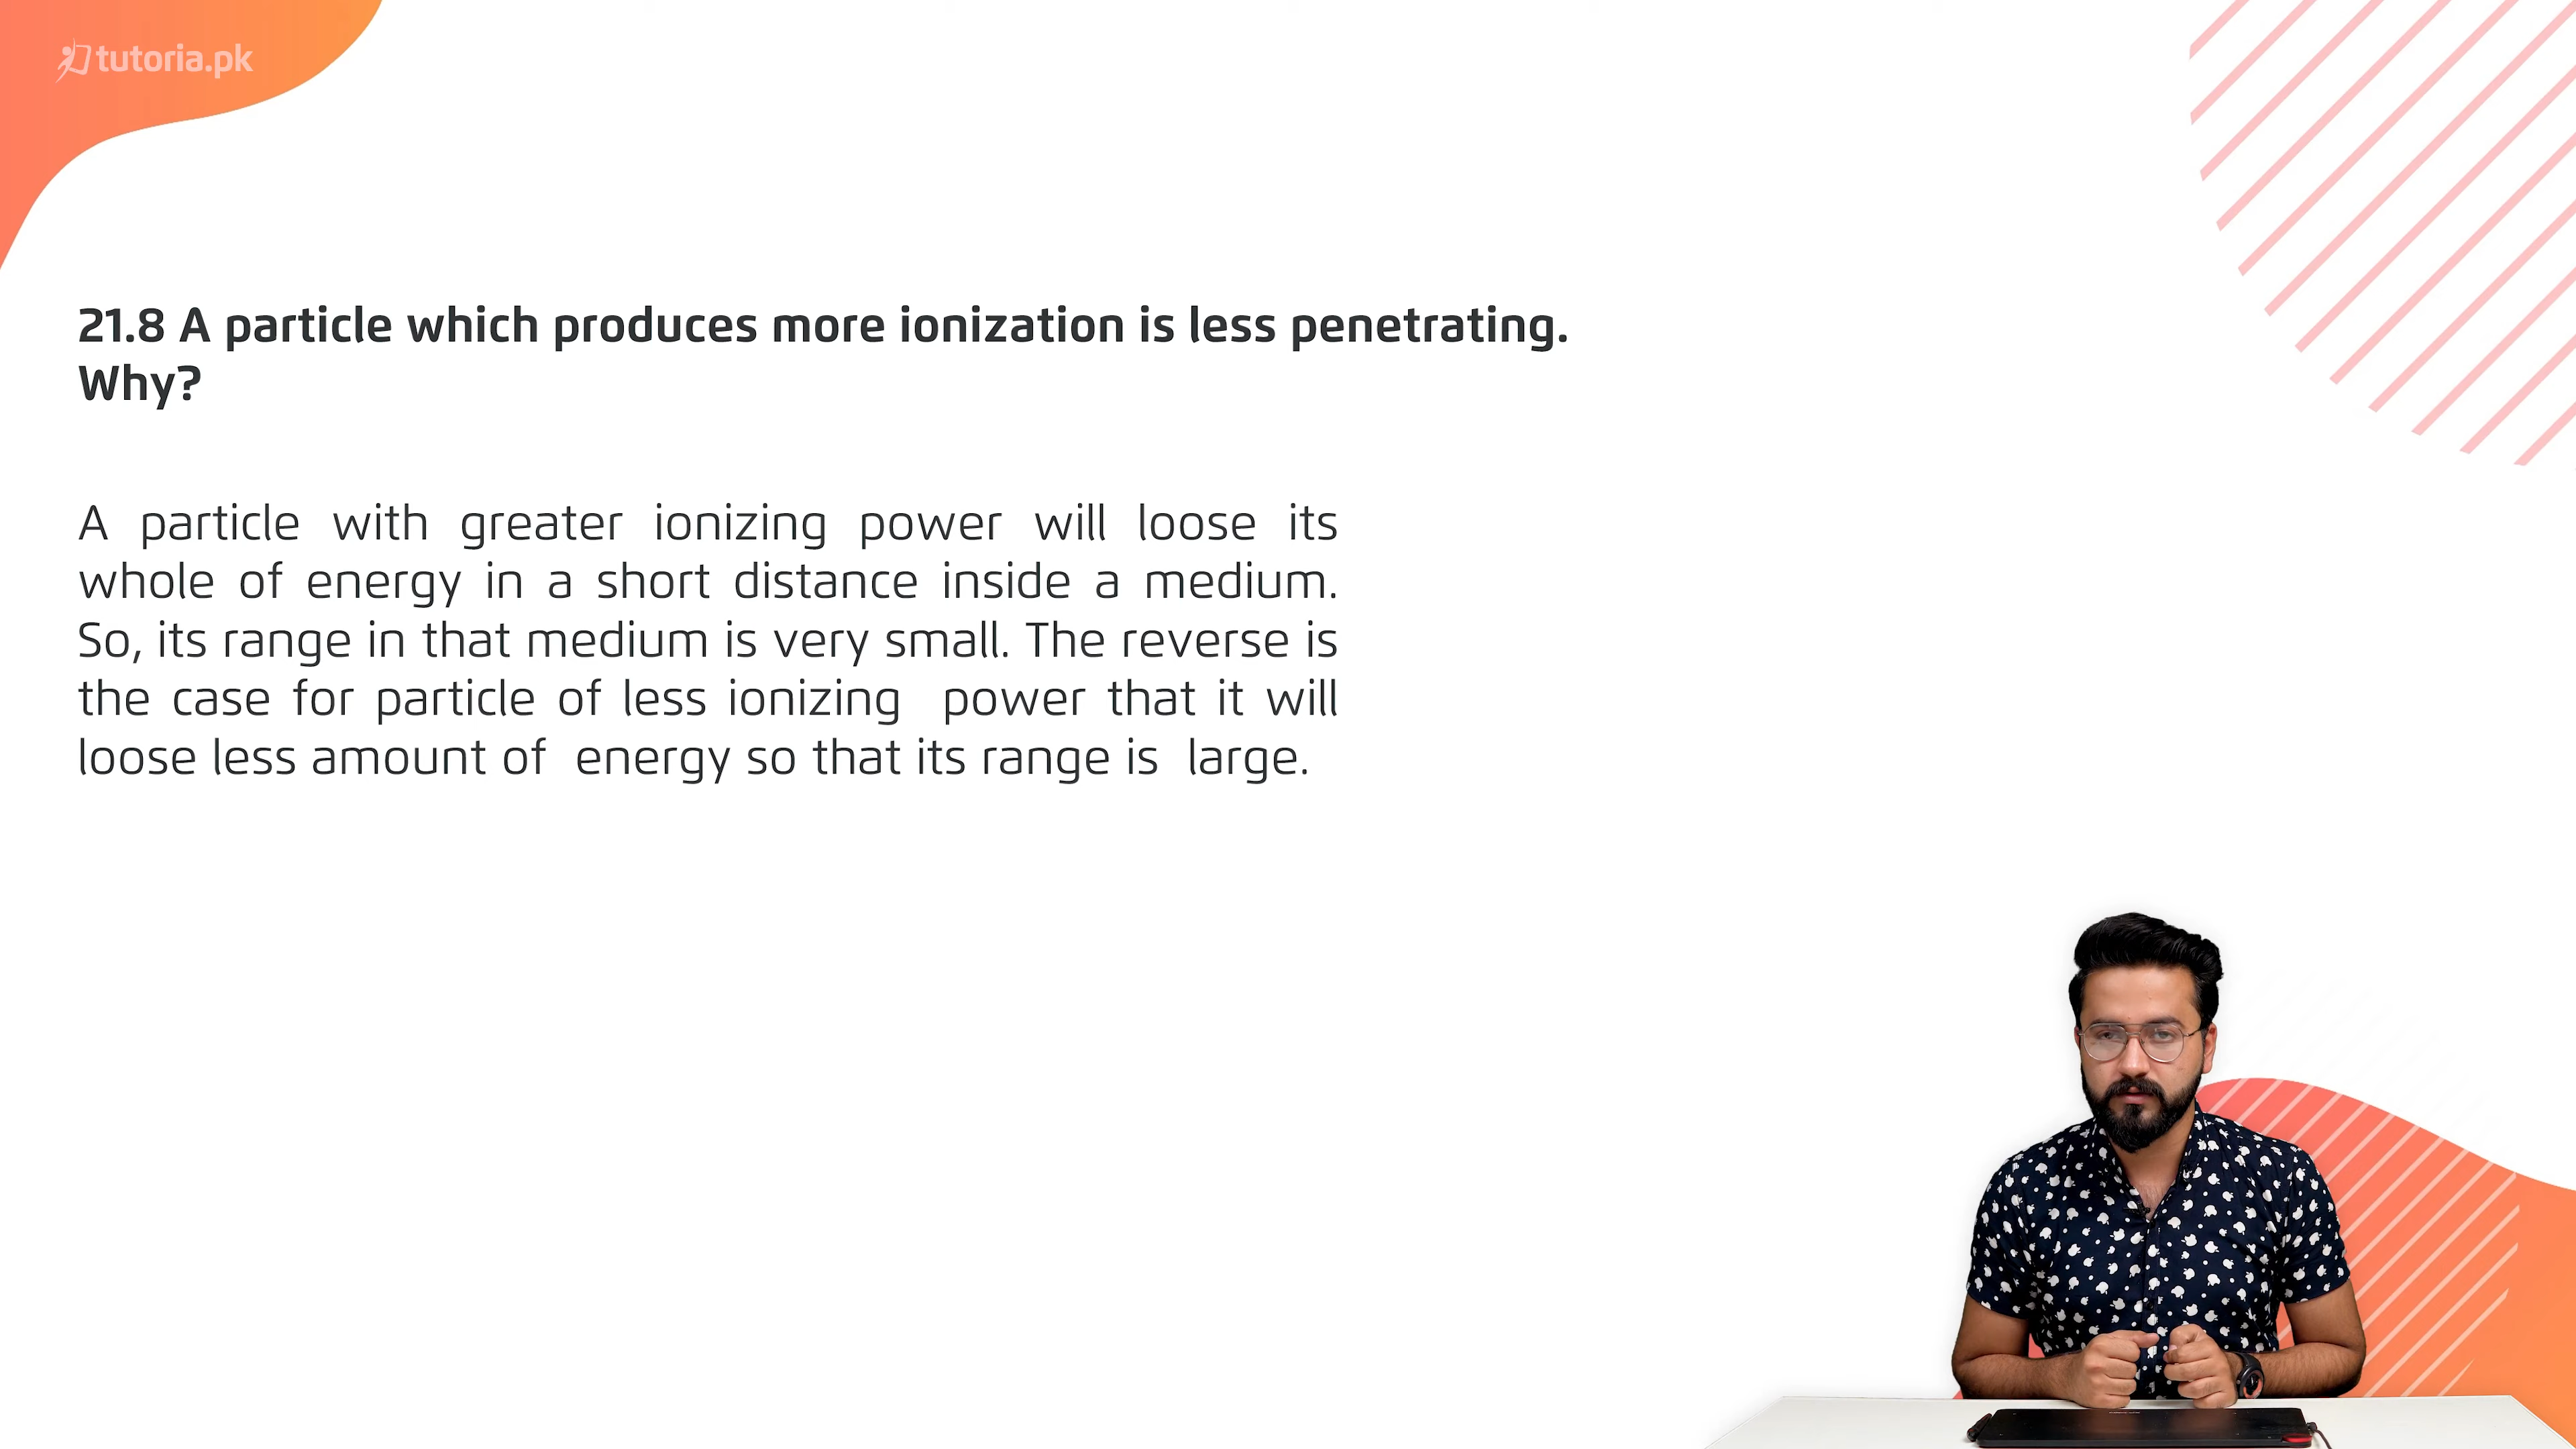 tutoria.pk
21.8 A particle which produces more ionization is less penetrating.
Why?
A particle with greater ionizing power will loose its
whole of energy in a short distance inside a medium.
So, its range in that medium is very small. The reverse is
the case for particle of less ionizing power that it will
loose less amount of energy so that its range is large.